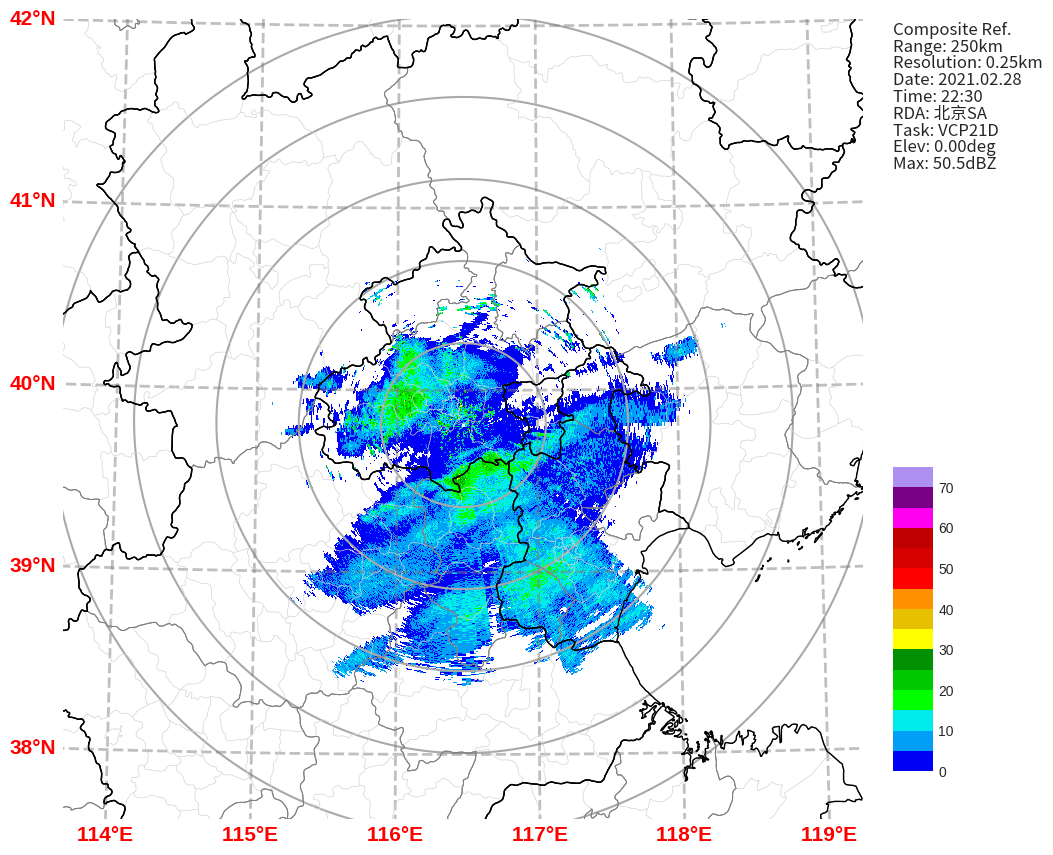 42°N
41°N
40°N
39°N
38°N
114°E
115°E
116°E
117°E
118°E
119°E
Composite Ref.
Range: 250km
Resolution: 0.25km
Date: 2021.02.28
Time: 22:30
RDA: 北京SA
Task: VCP21D
Elev: 0.00deg
Max: 50.5dBZ
70
60
50
40
30
20
10
0